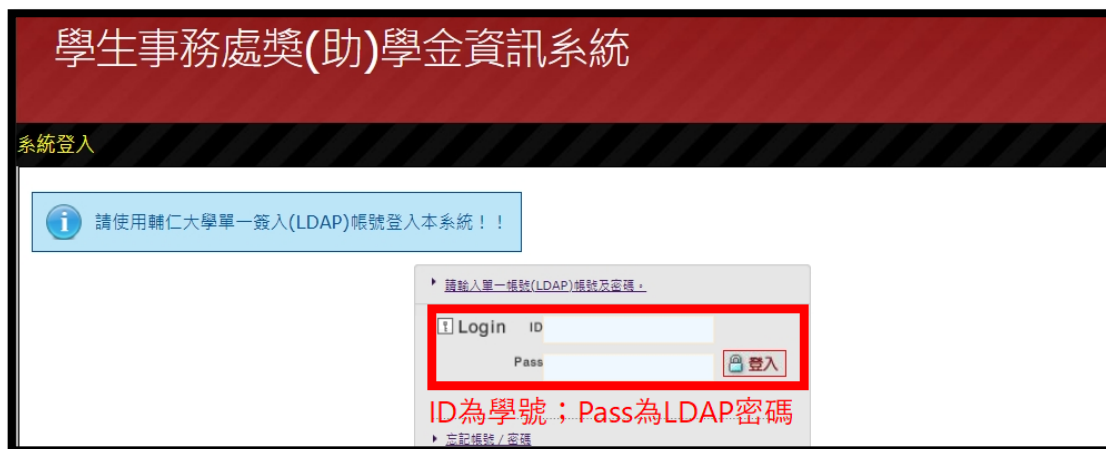 學生事務處獎(助)學金資訊系統
系統登入
請使用輔仁大學單一簽入(LDAP)帳號登入本系統！！
請輸入單一帳號(LDAP)帳號及密碼。
Login ID
Pass 登入
ID為學號；Pass為LDAP密碼
忘記帳號 / 密碼